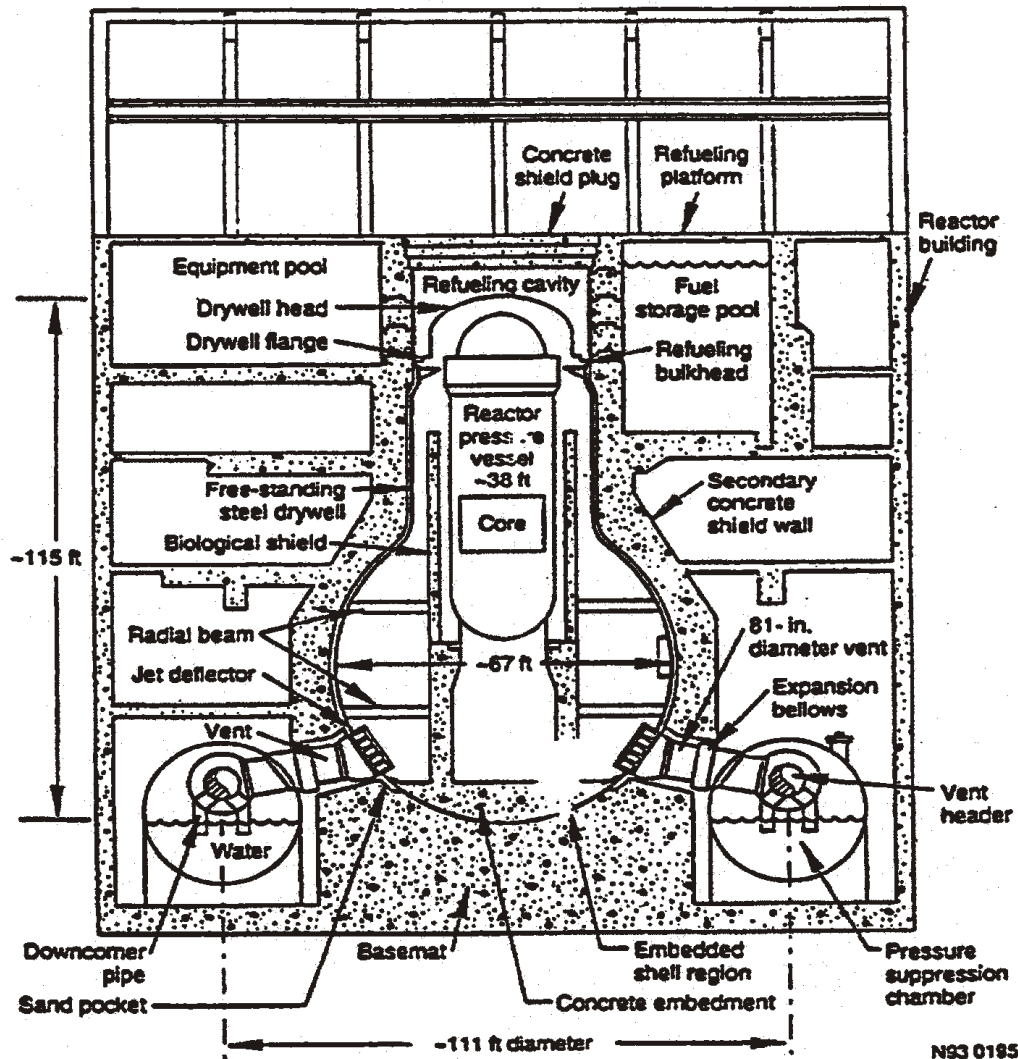 Concrete
shield plug
Refueling
platform
Reactor
building
Equipment pool
Refueling cavity
Fuel
storage pool
Drywell head
Drywell flange
Refueling
bulkhead
Reactor
pressure
vessel
~38 ft
Core
Free-standing
steel drywell
Secondary
concrete
shield wall
Biological shield
~115 ft
Radial beam
81-in.
diameter vent
~67 ft
Jet deflector
Expansion
bellows
Vent
Vent
header
Water
Downcomer
pipe
Basemat
Embedded
shell region
Pressure
suppression
chamber
Sand pocket
Concrete embedment
~111 ft diameter
N93 0195